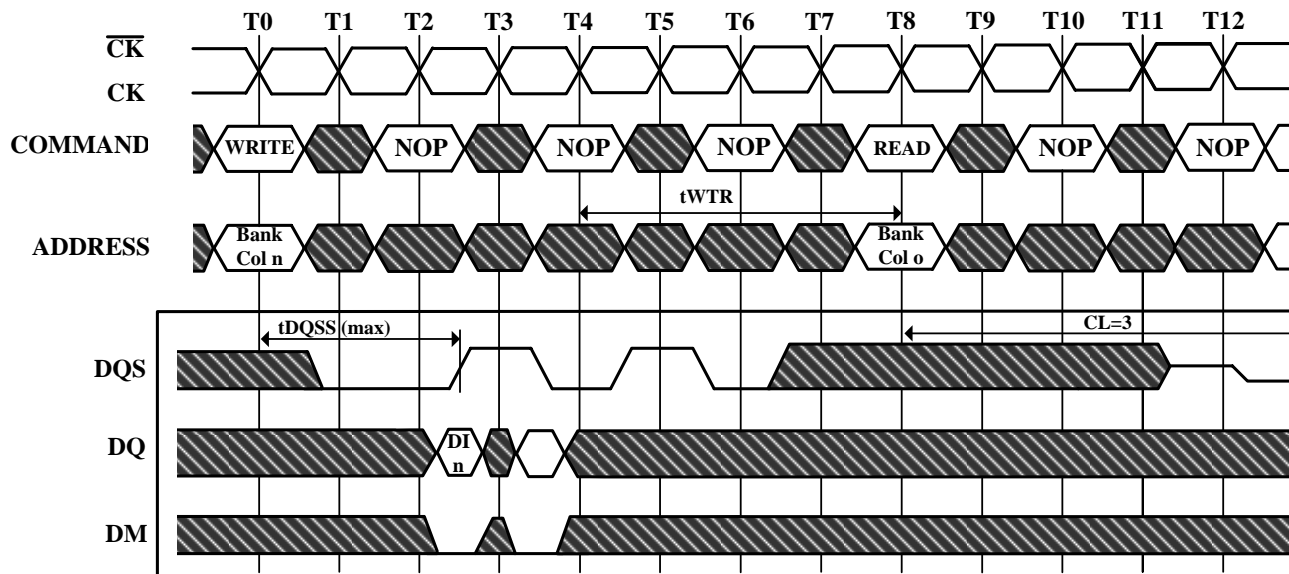 T0 T1 T2 T3 T4 T5 T6 T7 T8 T9 T10 T11 T12
CK
CK
COMMAND WRITE NOP NOP NOP READ NOP NOP
tWTR
ADDRESS Bank Col n Bank Col o
tDQSS (max) CL=3
DQS
DQ DI n
DM